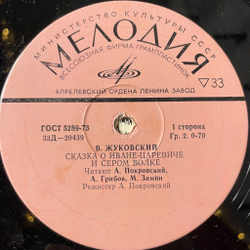 МИНИСТЕРСТВО КУЛЬТУРЫ СССР
МЕЛОДИЯ
ВСЕСОЮЗНАЯ ФИРМА ГРАМПЛАСТИНОК
▽33
АПРЕЛЕВСКИЙ ОРДЕНА ЛЕНИНА ЗАВОД
ГОСТ 5289-73
1 сторона
33Д-20439
Гр. 2. 0-70
В. ЖУКОВСКИЙ
СКАЗКА О ИВАНЕ-ЦАРЕВИЧЕ
И СЕРОМ ВОЛКЕ
Читают А. Покровский,
А. Грибов, М. Зимин
Режиссер А. Покровский